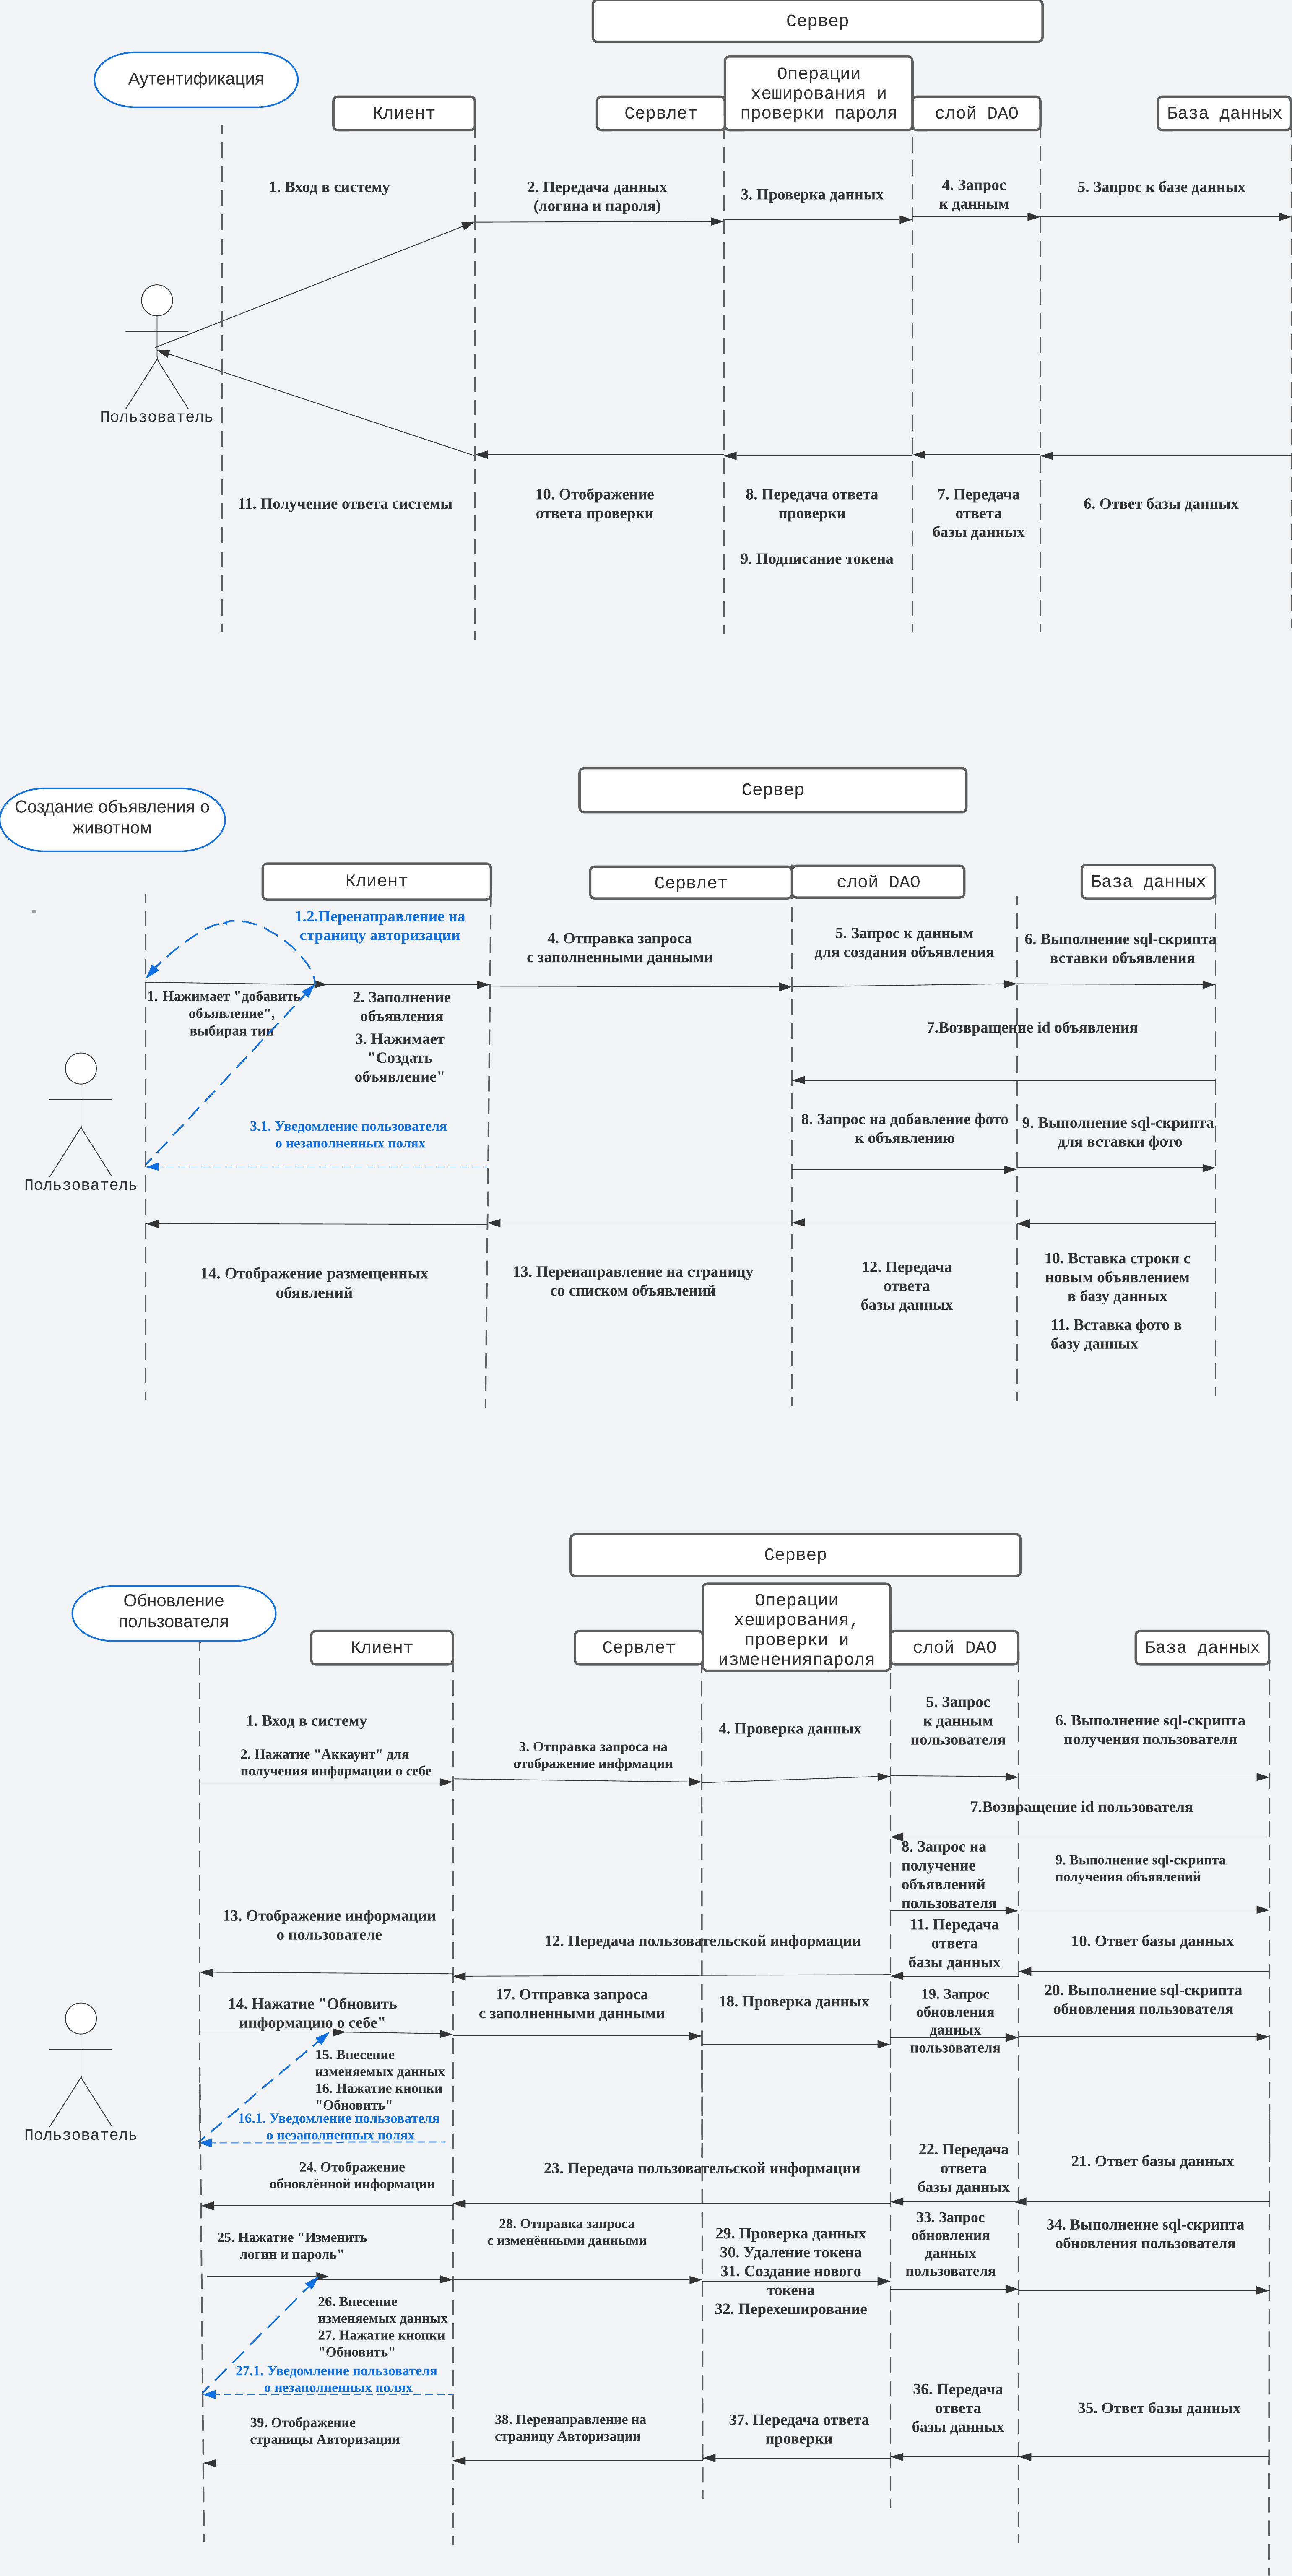 Сервер
Аутентификация
Операции
хеширования и
проверки пароля
Клиент
Сервлет
слой DAO
База данных
1. Вход в систему
2. Передача данных
(логина и пароля)
3. Проверка данных
4. Запрос
к данным
5. Запрос к базе данных
Пользователь
11. Получение ответа системы
10. Отображение
ответа проверки
8. Передача ответа
проверки
9. Подписание токена
7. Передача
ответа
базы данных
6. Ответ базы данных
Сервер
Создание объявления о
животном
Клиент
Сервлет
слой DAO
База данных
1.2.Перенаправление на
страницу авторизации
4. Отправка запроса
с заполненными данными
5. Запрос к данным
для создания объявления
6. Выполнение sql-скрипта
вставки объявления
1. Нажимает "добавить
объявление",
выбирая тип
2. Заполнение
объявления
3. Нажимает
"Создать
объявление"
7.Возвращение id объявления
3.1. Уведомление пользователя
о незаполненных полях
8. Запрос на добавление фото
к объявлению
9. Выполнение sql-скрипта
для вставки фото
Пользователь
14. Отображение размещенных
обявлений
13. Перенаправление на страницу
со списком объявлений
12. Передача
ответа
базы данных
10. Вставка строки с
новым объявлением
в базу данных
11. Вставка фото в
базу данных
Сервер
Обновление
пользователя
Операции
хеширования,
проверки и
измененияпароля
Клиент
Сервлет
слой DAO
База данных
1. Вход в систему
2. Нажатие "Аккаунт" для
получения информации о себе
3. Отправка запроса на
отображение инфрмации
4. Проверка данных
5. Запрос
к данным
пользователя
6. Выполнение sql-скрипта
получения пользователя
7.Возвращение id пользователя
8. Запрос на
получение
объявлений
пользователя
9. Выполнение sql-скрипта
получения объявлений
13. Отображение информации
о пользователе
12. Передача пользовательской информации
11. Передача
ответа
базы данных
10. Ответ базы данных
14. Нажатие "Обновить
информацию о себе"
17. Отправка запроса
с заполненными данными
18. Проверка данных
19. Запрос
обновления
данных
пользователя
20. Выполнение sql-скрипта
обновления пользователя
15. Внесение
изменяемых данных
16. Нажатие кнопки
"Обновить"
16.1. Уведомление пользователя
о незаполненных полях
Пользователь
24. Отображение
обновлённой информации
23. Передача пользовательской информации
22. Передача
ответа
базы данных
21. Ответ базы данных
25. Нажатие "Изменить
логин и пароль"
28. Отправка запроса
с изменёнными данными
29. Проверка данных
30. Удаление токена
31. Создание нового
токена
32. Перехеширование
33. Запрос
обновления
данных
пользователя
34. Выполнение sql-скрипта
обновления пользователя
26. Внесение
изменяемых данных
27. Нажатие кнопки
"Обновить"
27.1. Уведомление пользователя
о незаполненных полях
39. Отображение
страницы Авторизации
38. Перенаправление на
страницу Авторизации
37. Передача ответа
проверки
36. Передача
ответа
базы данных
35. Ответ базы данных